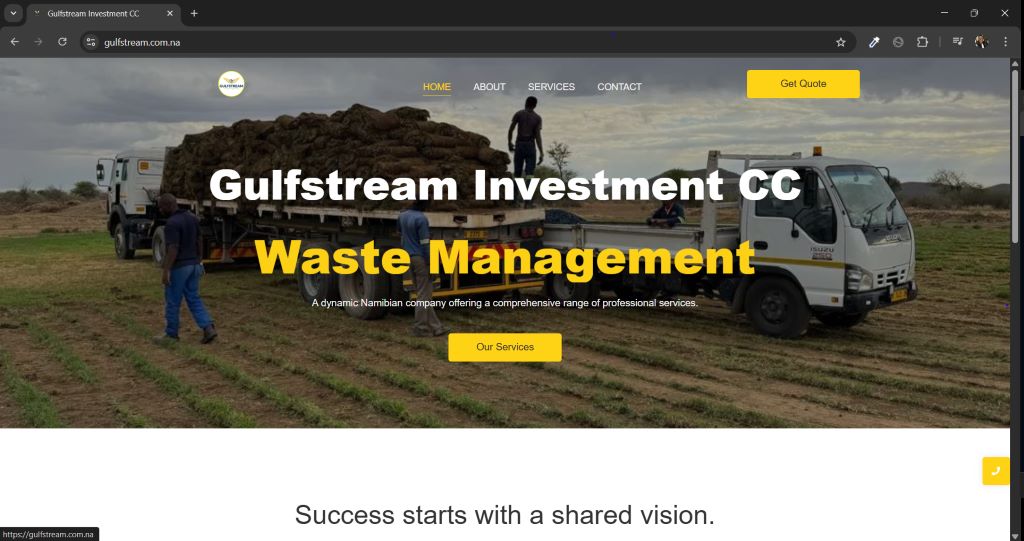 Gulfstream Investment CC
gulfstream.com.na
GULFSTREAM
HOME ABOUT SERVICES CONTACT
Get Quote
Gulfstream Investment CC
Waste Management
ISUZU
A dynamic Namibian company offering a comprehensive range of professional services.
Our Services
Success starts with a shared vision.
https://gulfstream.com.na